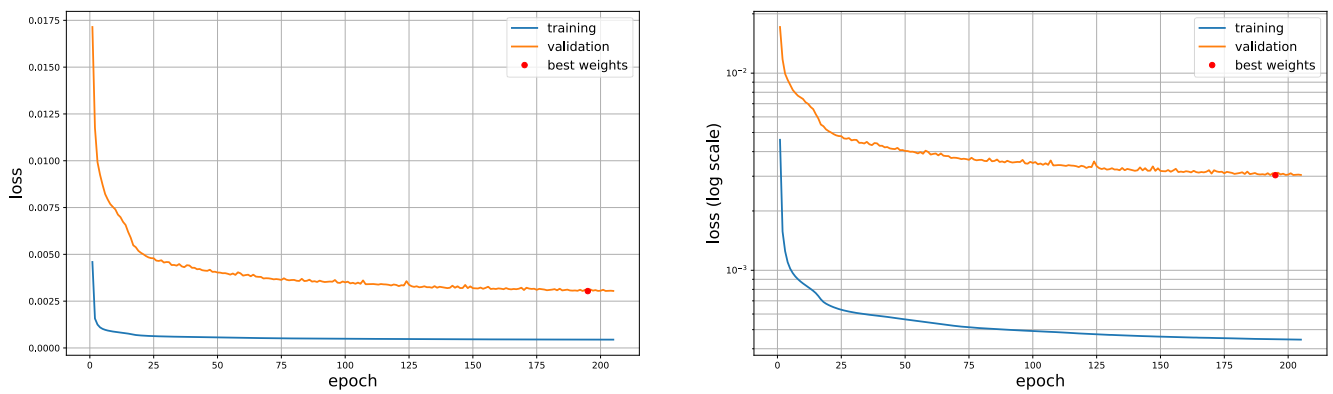 0.0175
0.0150
0.0125
0.0100
0.0075
0.0050
0.0025
0.0000
loss
0 25 50 75 100 125 150 175 200
epoch
training
validation
best weights
10⁻²
10⁻³
loss (log scale)
0 25 50 75 100 125 150 175 200
epoch
training
validation
best weights